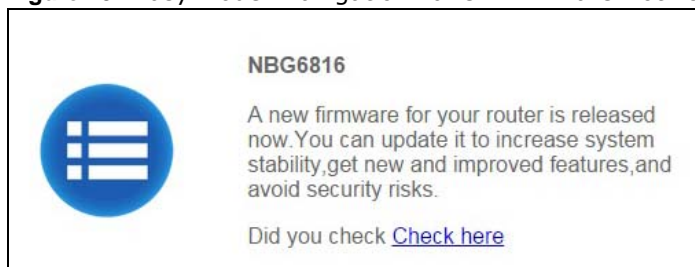 NBG6816
A new firmware for your router is released
now.You can update it to increase system
stability,get new and improved features,and
avoid security risks.
Did you check Check here